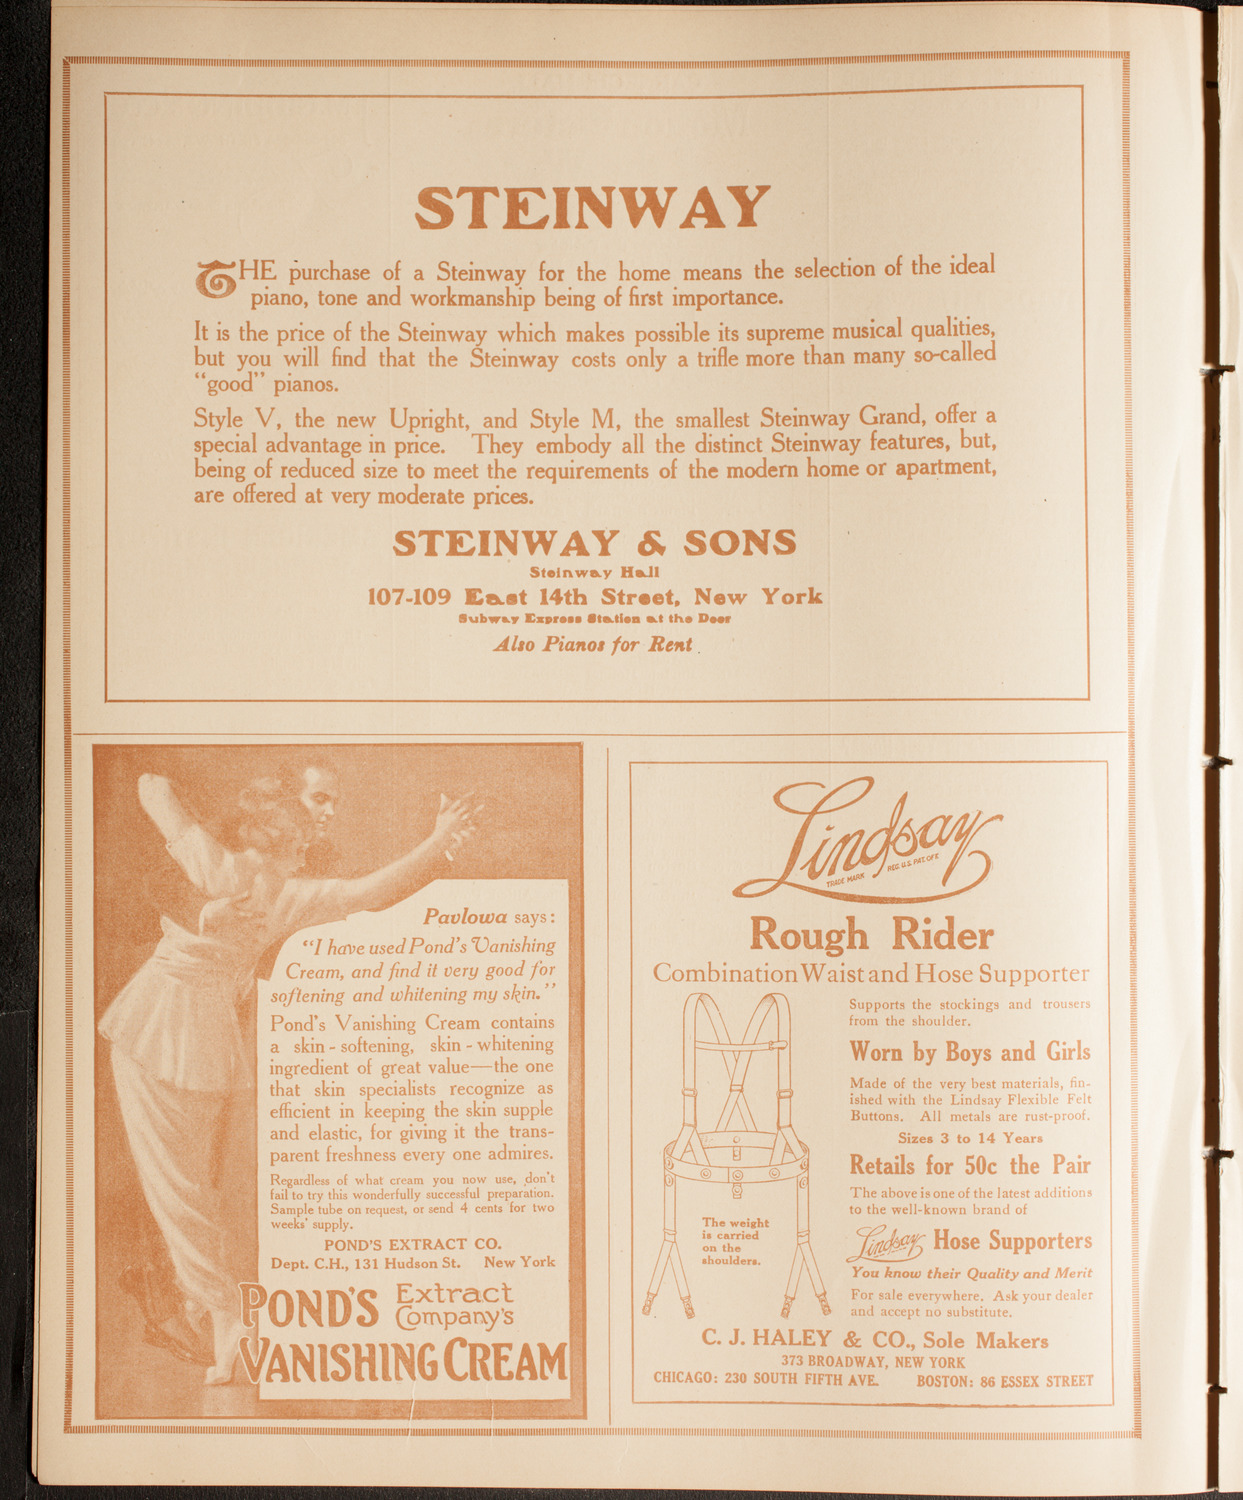 STEINWAY
THE purchase of a Steinway for the home means the selection of the ideal
piano, tone and workmanship being of first importance.
It is the price of the Steinway which makes possible its supreme musical qualities,
but you will find that the Steinway costs only a trifle more than many so-called
"good" pianos.
Style V, the new Upright, and Style M, the smallest Steinway Grand, offer a
special advantage in price. They embody all the distinct Steinway features, but,
being of reduced size to meet the requirements of the modern home or apartment,
are offered at very moderate prices.
STEINWAY & SONS
Steinway Hall
107-109 East 14th Street, New York
Subway Express Station at the Door
Also Pianos for Rent
Pavlowa says:
"I have used Pond's Vanishing
Cream, and find it very good for
softening and whitening my skin."
Pond's Vanishing Cream contains
a skin-softening, skin-whitening
ingredient of great value—the one
that skin specialists recognize as
efficient in keeping the skin supple
and elastic, for giving it the trans-
parent freshness every one admires.
Regardless of what cream you now use, don't
fail to try this wonderfully successful preparation.
Sample tube on request, or send 4 cents for two
weeks' supply.
POND'S EXTRACT CO.
Dept. C.H., 131 Hudson St. New York
POND'S Extract Company's
VANISHING CREAM
Lindsay
TRADE MARK REG. U.S. PAT. OFF.
Rough Rider
Combination Waist and Hose Supporter
Supports the stockings and trousers
from the shoulder.
Worn by Boys and Girls
Made of the very best materials, fin-
ished with the Lindsay Flexible Felt
Buttons. All metals are rust-proof.
Sizes 3 to 14 Years
Retails for 50c the Pair
The above is one of the latest additions
to the well-known brand of
Lindsay Hose Supporters
You know their Quality and Merit
For sale everywhere. Ask your dealer
and accept no substitute.
The weight
is carried
on the
shoulders.
C. J. HALEY & CO., Sole Makers
373 BROADWAY, NEW YORK
CHICAGO: 230 SOUTH FIFTH AVE. BOSTON: 86 ESSEX STREET